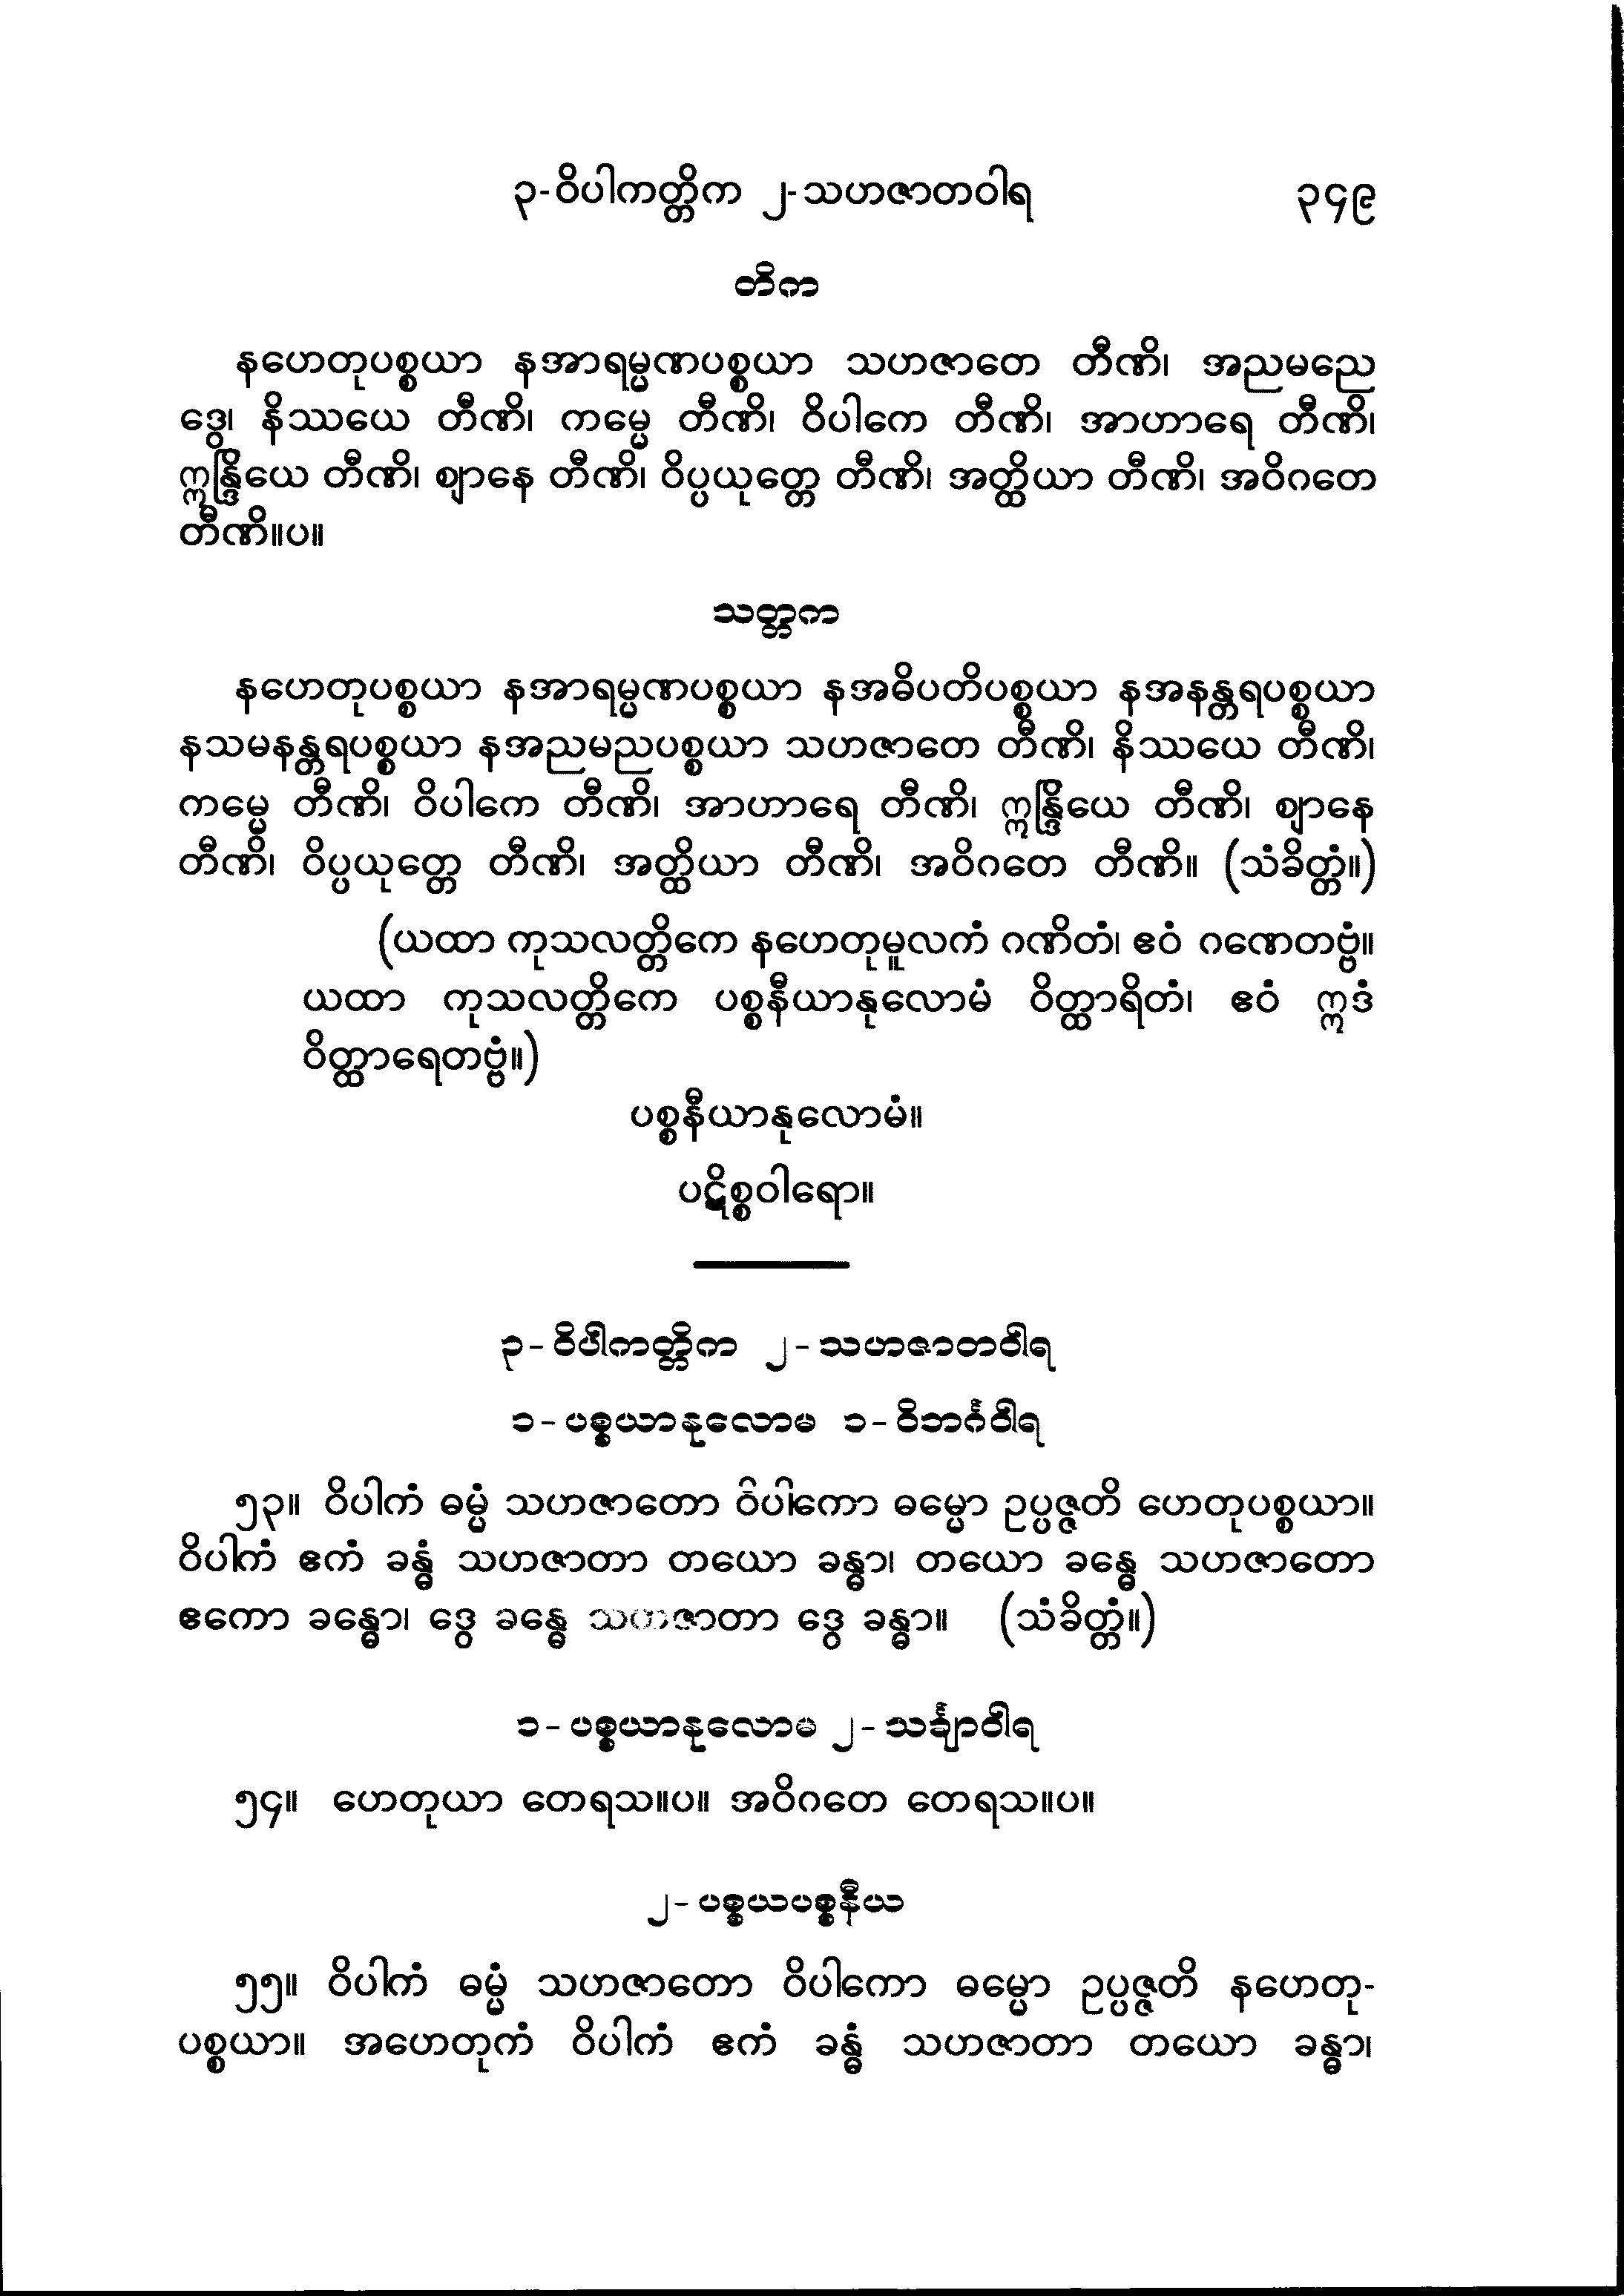 ၃-ဝိပါကတ္တိက ၂-သဟဇာတဝါရ ၃၄၉
တိက
နဟေတုပစ္စယာ နအာရမ္မဏပစ္စယာ သဟဇာတေ တီဏိ၊ အညမညေ
ဒွေ၊ နိဿယေ တီဏိ၊ ကမ္မေ တီဏိ၊ ဝိပါကေ တီဏိ၊ အာဟာရေ တီဏိ၊
ဣန္ဒြိယေ တီဏိ၊ ဈာနေ တီဏိ၊ ဝိပ္ပယုတ္တေ တီဏိ၊ အတ္ထိယာ တီဏိ၊ အဝိဂတေ
တီဏိ။ပ။
သတ္တက
နဟေတုပစ္စယာ နအာရမ္မဏပစ္စယာ နအဓိပတိပစ္စယာ နအနန္တရပစ္စယာ
နသမနန္တရပစ္စယာ နအညမညပစ္စယာ သဟဇာတေ တီဏိ၊ နိဿယေ တီဏိ၊
ကမ္မေ တီဏိ၊ ဝိပါကေ တီဏိ၊ အာဟာရေ တီဏိ၊ ဣန္ဒြိယေ တီဏိ၊ ဈာနေ
တီဏိ၊ ဝိပ္ပယုတ္တေ တီဏိ၊ အတ္ထိယာ တီဏိ၊ အဝိဂတေ တီဏိ။ (သံခိတ္တံ။)
(ယထာ ကုသလတ္တိကေ နဟေတုမူလကံ ဂဏိတံ၊ ဧဝံ ဂဏေတဗ္ဗံ။
ယထာ ကုသလတ္တိကေ ပစ္စနီယာနုလောမံ ဝိတ္ထာရိတံ၊ ဧဝံ ဣဒံ
ဝိတ္ထာရေတဗ္ဗံ။)
ပစ္စနီယာနုလောမံ။
ပဋိစ္စဝါရော။
၃-ဝိပါကတ္တိက ၂-သဟဇာတဝါရ
၁-ပစ္စယာနုလောမ ၁-ဝိဘင်္ဂဝါရ
၅၃။ ဝိပါကံ ဓမ္မံ သဟဇာတော ဝိပါကော ဓမ္မော ဥပ္ပဇ္ဇတိ ဟေတုပစ္စယာ။
ဝိပါကံ ဧကံ ခန္ဓံ သဟဇာတာ တယော ခန္ဓာ၊ တယော ခန္ဓေ သဟဇာတော
ဧကော ခန္ဓော၊ ဒွေ ခန္ဓေ သဟဇာတာ ဒွေ ခန္ဓာ။ (သံခိတ္တံ။)
၁-ပစ္စယာနုလောမ ၂-သင်္ချာဝါရ
၅၄။ ဟေတုယာ တေရသ။ပ။ အဝိဂတေ တေရသ။ပ။
၂-ပစ္စယပစ္စနီယ
၅၅။ ဝိပါကံ ဓမ္မံ သဟဇာတော ဝိပါကော ဓမ္မော ဥပ္ပဇ္ဇတိ နဟေတု-
ပစ္စယာ။ အဟေတုကံ ဝိပါကံ ဧကံ ခန္ဓံ သဟဇာတာ တယော ခန္ဓာ၊